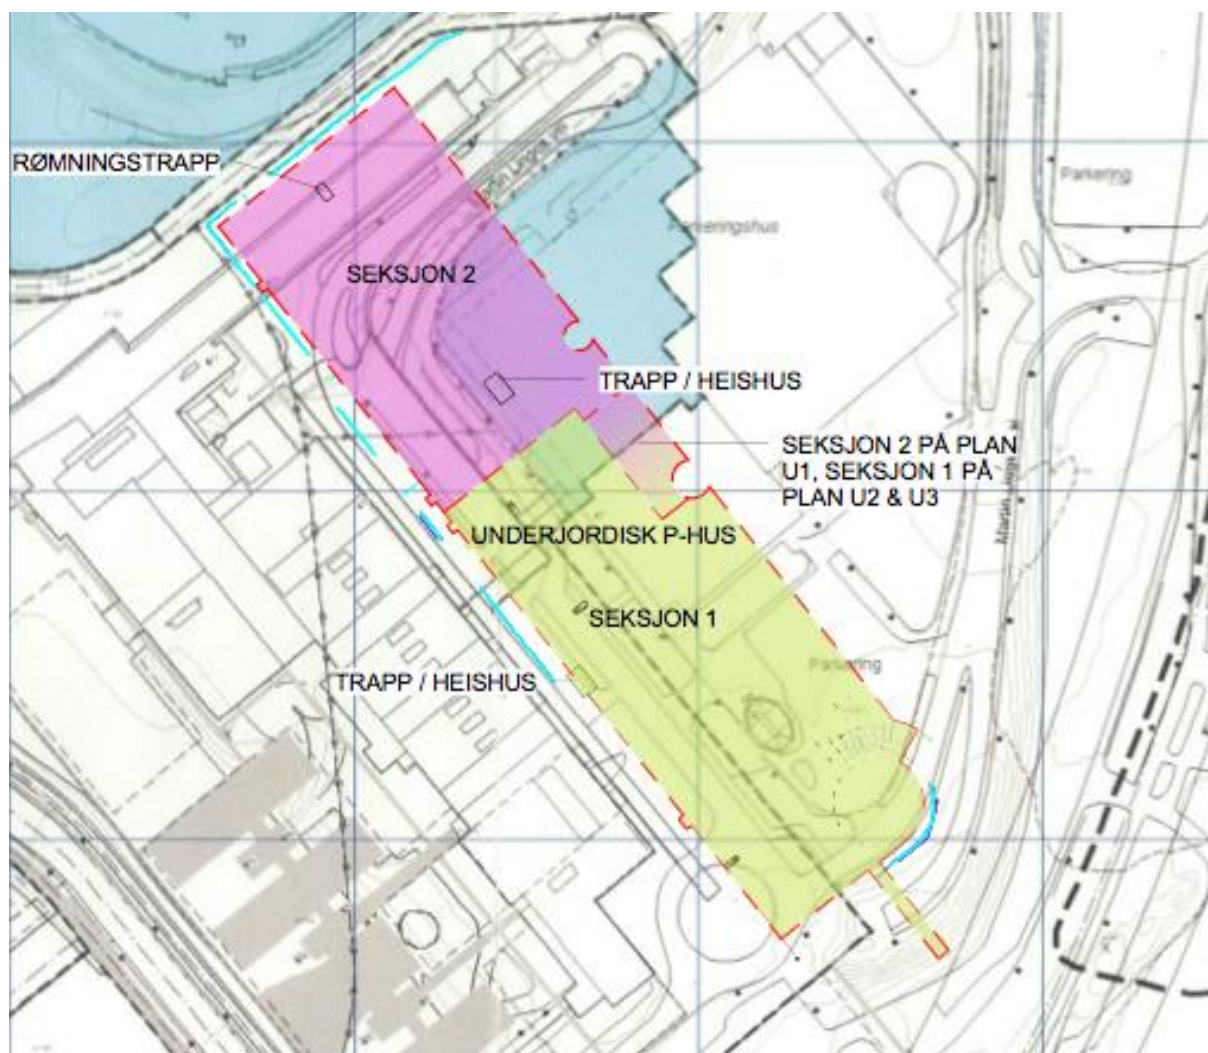 RØMNINGSTRAPP
Parkering
Parkeringshus
SEKSJON 2
TRAPP / HEISHUS
SEKSJON 2 PÅ PLAN
U1, SEKSJON 1 PÅ
PLAN U2 & U3
UNDERJORDISK P-HUS
SEKSJON 1
Parkering
TRAPP / HEISHUS